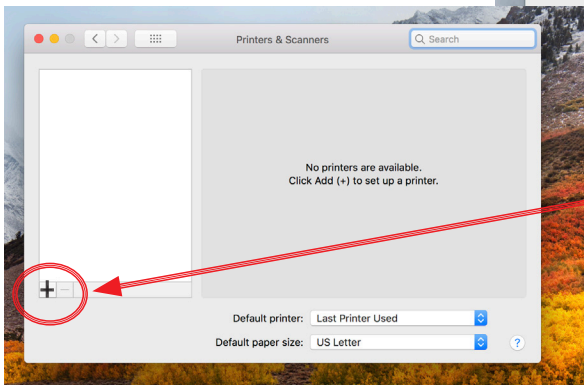 Printers & Scanners
Search
No printers are available.
Click Add (+) to set up a printer.
+ −
Default printer: Last Printer Used
Default paper size: US Letter
?